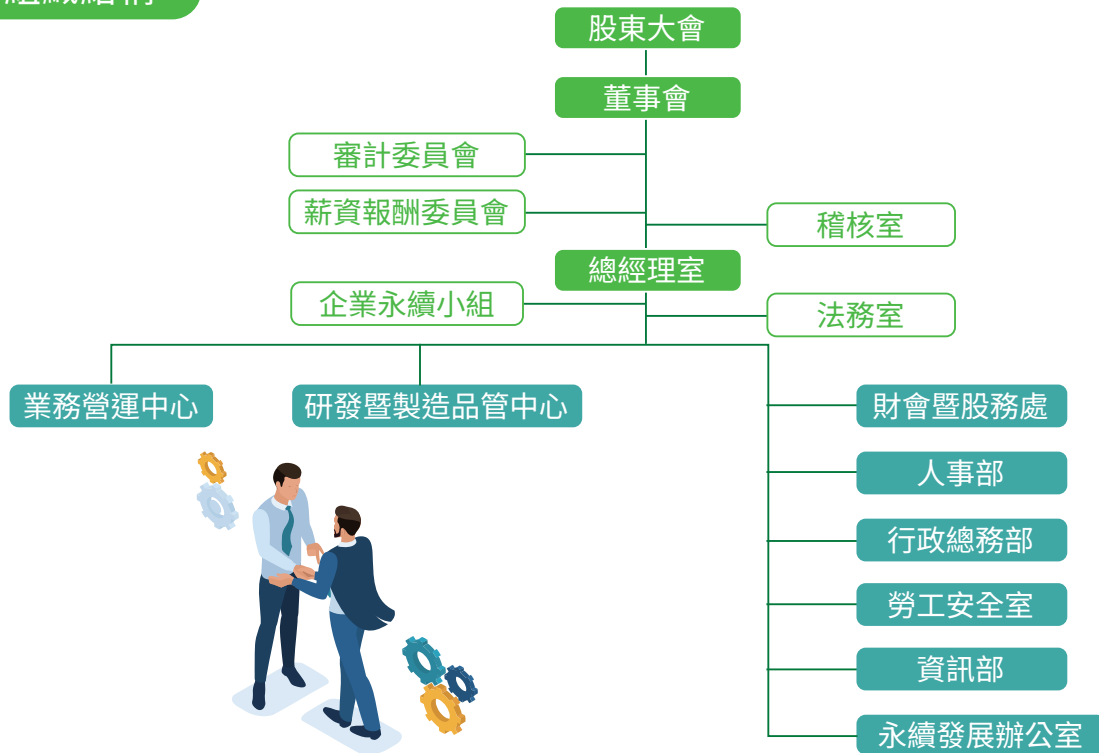 股東大會
董事會
審計委員會
薪資報酬委員會
稽核室
總經理室
企業永續小組
法務室
業務營運中心
研發暨製造品管中心
財會暨股務處
人事部
行政總務部
勞工安全室
資訊部
永續發展辦公室